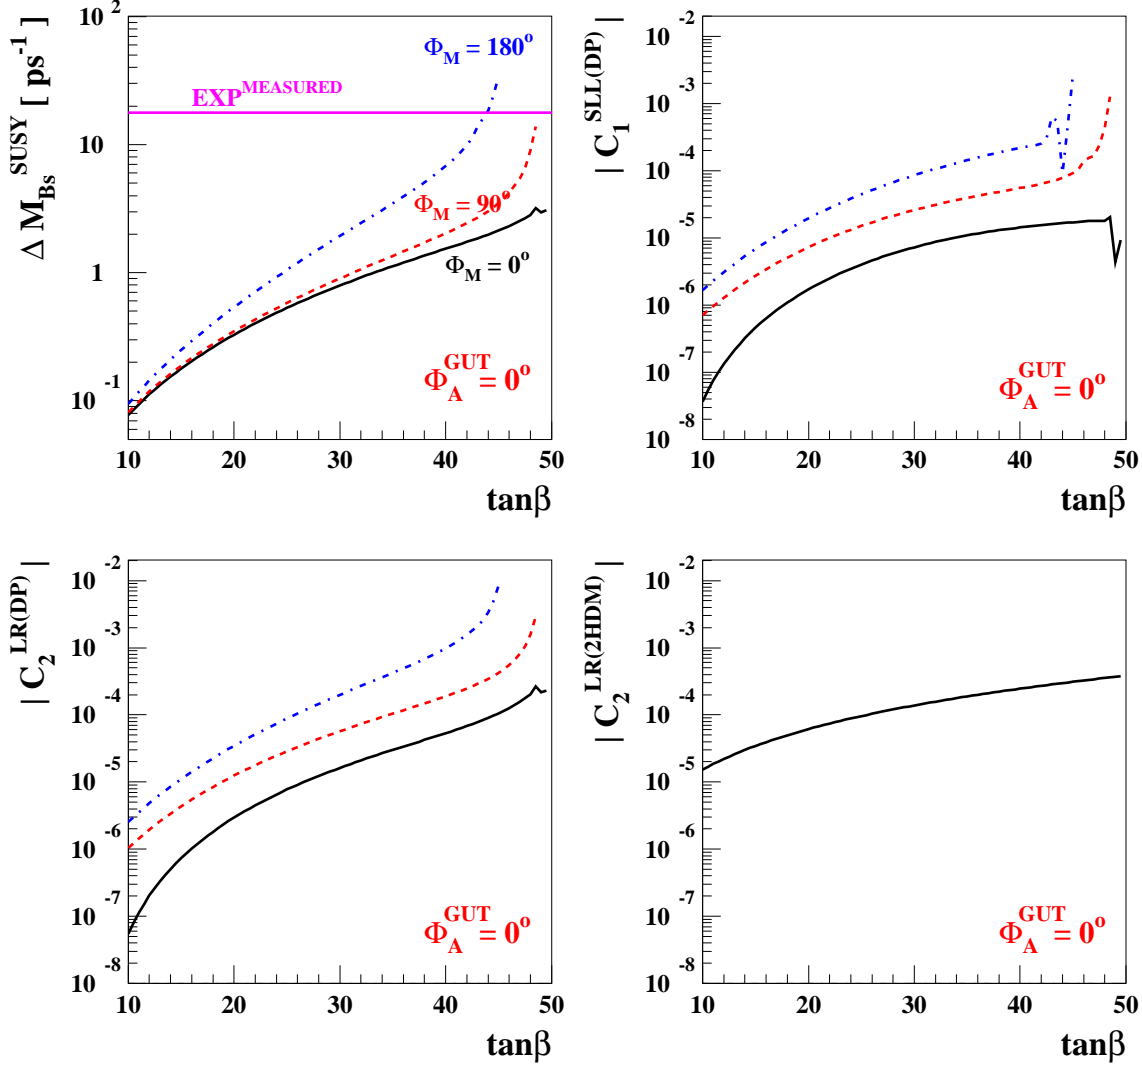 Δ M_Bs^SUSY [ ps^-1 ]
10^2
10
1
10^-1
Φ_M = 180°
EXP^MEASURED
Φ_M = 90°
Φ_M = 0°
Φ_A^GUT = 0°
10 20 30 40 50
tanβ
| C_1^SLL(DP) |
10^-2
10^-3
10^-4
10^-5
10^-6
10^-7
10^-8
Φ_A^GUT = 0°
10 20 30 40 50
tanβ
| C_2^LR(DP) |
10^-2
10^-3
10^-4
10^-5
10^-6
10^-7
10^-8
Φ_A^GUT = 0°
10 20 30 40 50
tanβ
| C_2^LR(2HDM) |
10^-2
10^-3
10^-4
10^-5
10^-6
10^-7
10^-8
Φ_A^GUT = 0°
10 20 30 40 50
tanβ